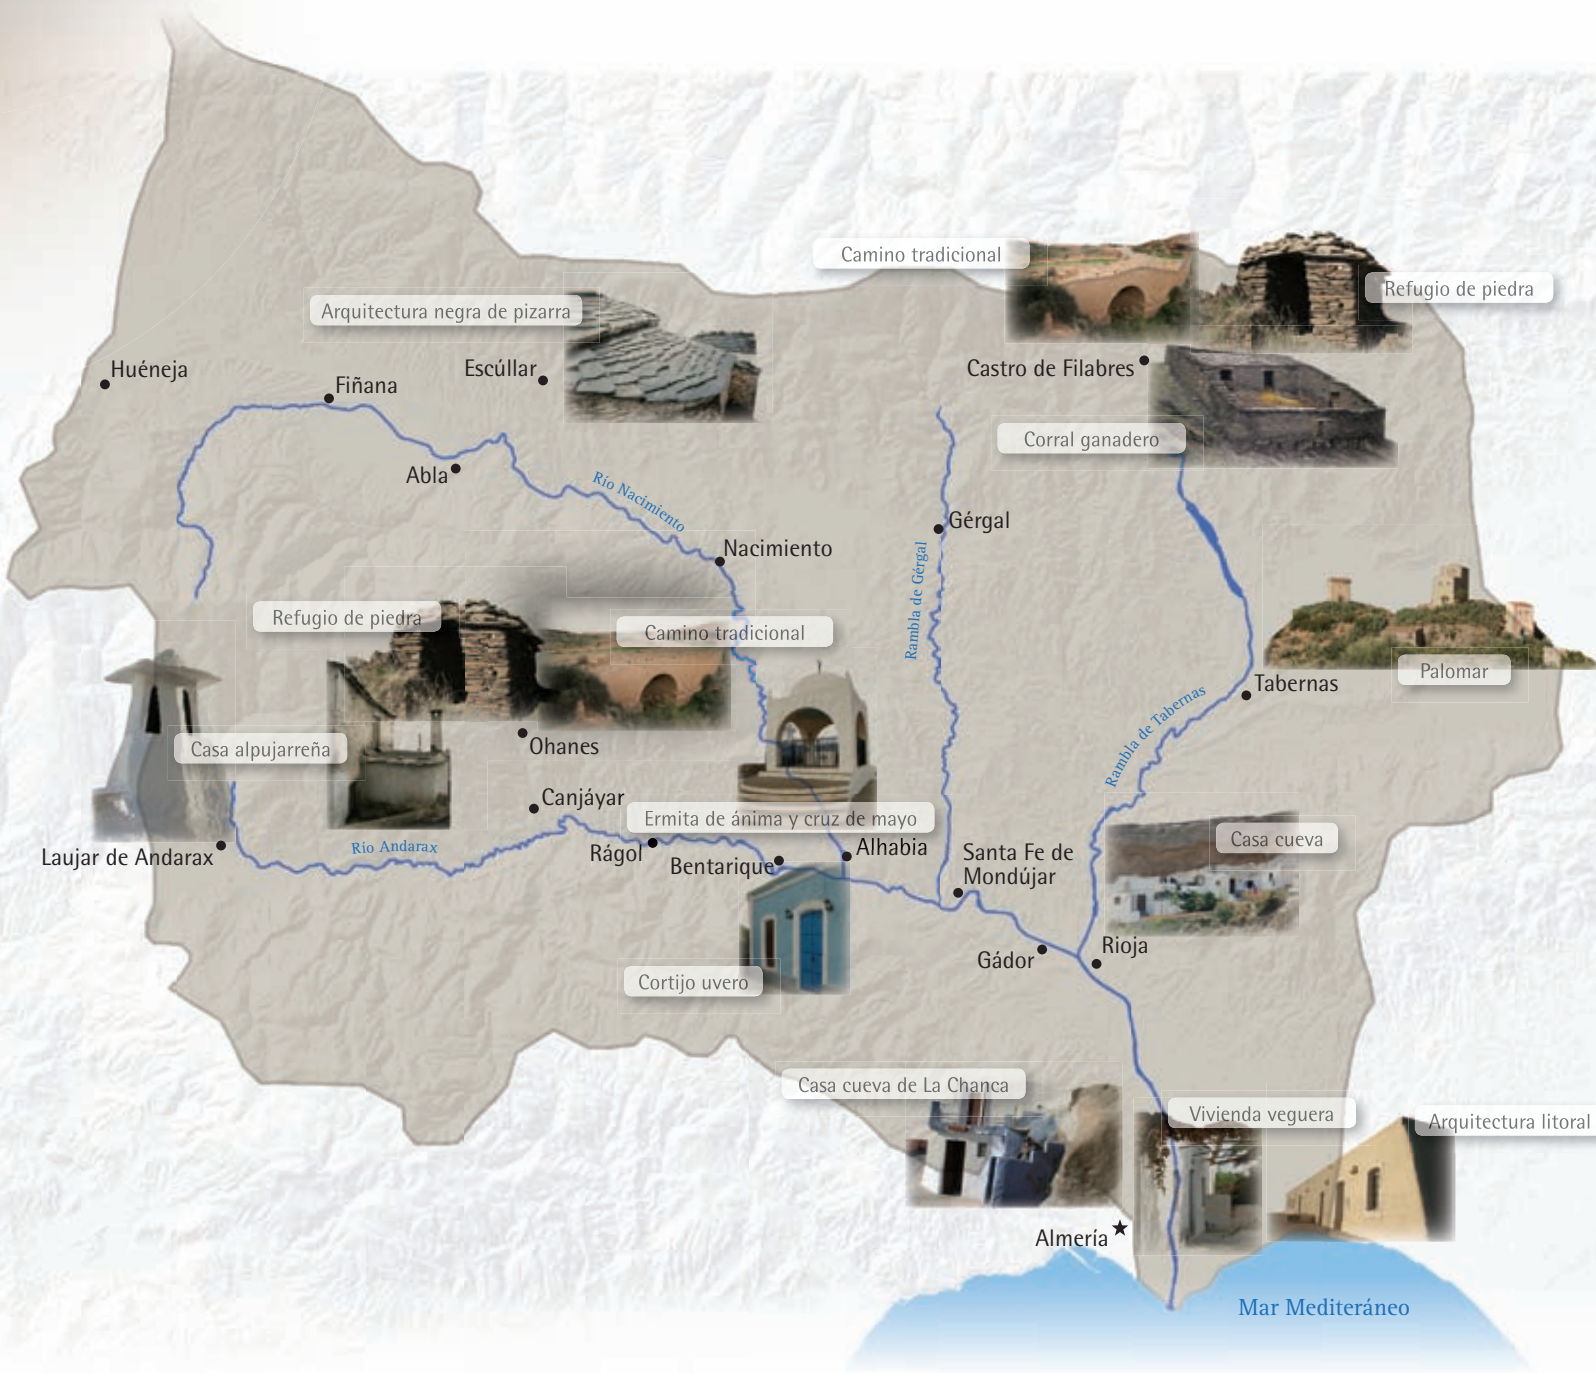 Camino tradicional
Refugio de piedra
Arquitectura negra de pizarra
Huéneja
Fiñana
Escúllar
Castro de Filabres
Corral ganadero
Abla
Río Nacimiento
Nacimiento
Gérgal
Rambla de Gérgal
Refugio de piedra
Camino tradicional
Palomar
Tabernas
Rambla de Tabernas
Casa alpujarreña
Ohanes
Canjáyar
Ermita de ánima y cruz de mayo
Casa cueva
Laujar de Andarax
Río Andarax
Rágol
Bentarique
Alhabia
Santa Fe de
Mondújar
Gádor
Rioja
Cortijo uvero
Casa cueva de La Chanca
Vivienda veguera
Arquitectura litoral
Almería
Mar Mediteráneo